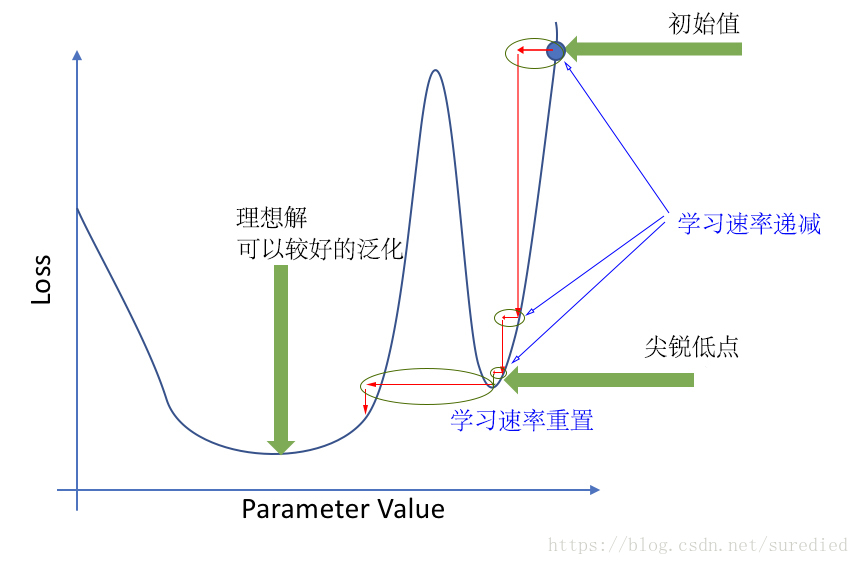 初始值
理想解
可以较好的泛化
学习速率递减
Loss
尖锐低点
学习速率重置
Parameter Value
https://blog.csdn.net/suredied